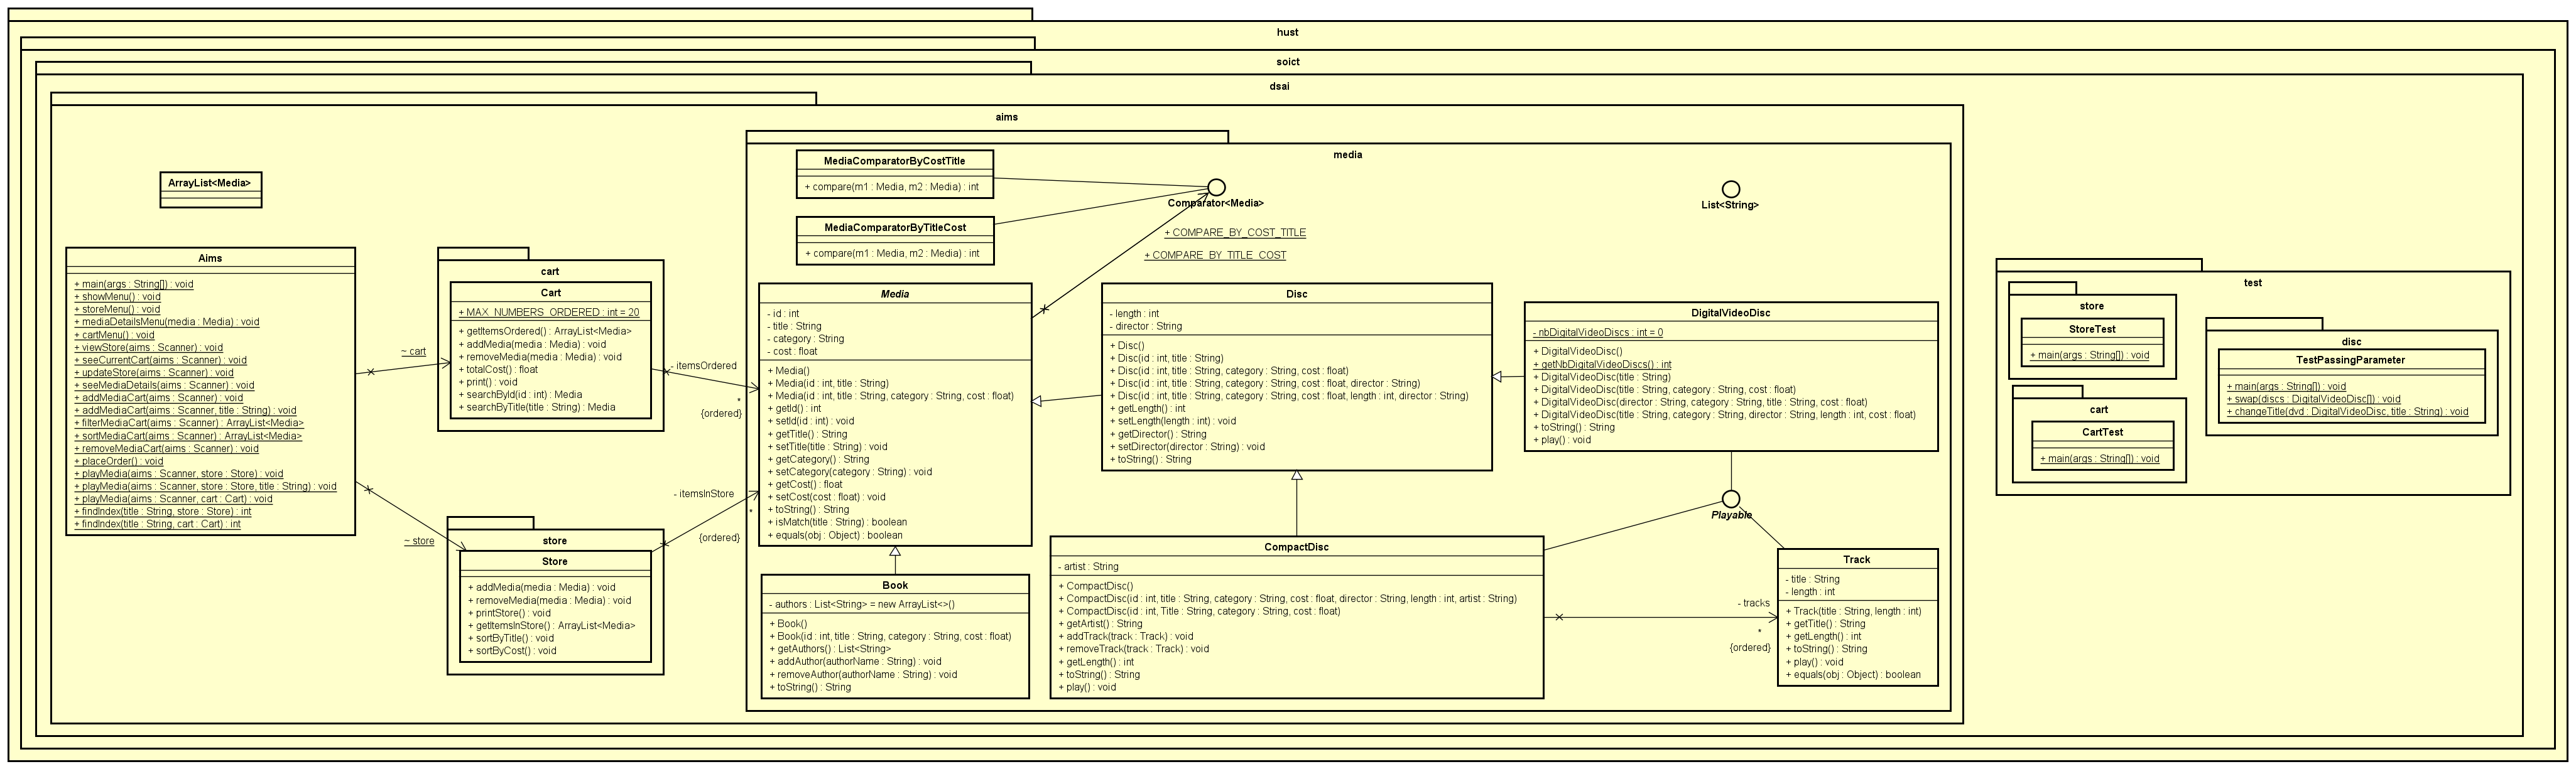 hust
soict
dsai
aims
ArrayList<Media>
Aims
+ main(args : String[]) : void
+ showMenu() : void
+ storeMenu() : void
+ mediaDetailsMenu(media : Media) : void
+ cartMenu() : void
+ viewStore(aims : Scanner) : void
+ seeCurrentCart(aims : Scanner) : void
+ updateStore(aims : Scanner) : void
+ seeMediaDetails(aims : Scanner) : void
+ addMediaCart(aims : Scanner) : void
+ addMediaCart(aims : Scanner, title : String) : void
+ filterMediaCart(aims : Scanner) : ArrayList<Media>
+ sortMediaCart(aims : Scanner) : ArrayList<Media>
+ removeMediaCart(aims : Scanner) : void
+ placeOrder() : void
+ playMedia(aims : Scanner, store : Store) : void
+ playMedia(aims : Scanner, store : Store, title : String) : void
+ playMedia(aims : Scanner, cart : Cart) : void
+ findIndex(title : String, store : Store) : int
+ findIndex(title : String, cart : Cart) : int
~ cart
~ store
cart
Cart
+ MAX_NUMBERS_ORDERED : int = 20
+ getItemsOrdered() : ArrayList<Media>
+ addMedia(media : Media) : void
+ removeMedia(media : Media) : void
+ totalCost() : float
+ print() : void
+ searchById(id : int) : Media
+ searchByTitle(title : String) : Media
- itemsOrdered
*
{ordered}
store
Store
+ addMedia(media : Media) : void
+ removeMedia(media : Media) : void
+ printStore() : void
+ getItemsInStore() : ArrayList<Media>
+ sortByTitle() : void
+ sortByCost() : void
- itemsInStore
*
{ordered}
media
MediaComparatorByCostTitle
+ compare(m1 : Media, m2 : Media) : int
MediaComparatorByTitleCost
+ compare(m1 : Media, m2 : Media) : int
Comparator<Media>
+ COMPARE_BY_COST_TITLE
+ COMPARE_BY_TITLE_COST
List<String>
Media
- id : int
- title : String
- category : String
- cost : float
+ Media()
+ Media(id : int, title : String)
+ Media(id : int, title : String, category : String, cost : float)
+ getId() : int
+ setId(id : int) : void
+ getTitle() : String
+ setTitle(title : String) : void
+ getCategory() : String
+ setCategory(category : String) : void
+ getCost() : float
+ setCost(cost : float) : void
+ toString() : String
+ isMatch(title : String) : boolean
+ equals(obj : Object) : boolean
Book
- authors : List<String> = new ArrayList<>()
+ Book()
+ Book(id : int, title : String, category : String, cost : float)
+ getAuthors() : List<String>
+ addAuthor(authorName : String) : void
+ removeAuthor(authorName : String) : void
+ toString() : String
Disc
- length : int
- director : String
+ Disc()
+ Disc(id : int, title : String)
+ Disc(id : int, title : String, category : String, cost : float)
+ Disc(id : int, title : String, category : String, cost : float, director : String)
+ Disc(id : int, title : String, category : String, cost : float, length : int, director : String)
+ getLength() : int
+ setLength(length : int) : void
+ getDirector() : String
+ setDirector(director : String) : void
+ toString() : String
DigitalVideoDisc
- nbDigitalVideoDiscs : int = 0
+ DigitalVideoDisc()
+ getNbDigitalVideoDiscs() : int
+ DigitalVideoDisc(title : String)
+ DigitalVideoDisc(title : String, category : String, cost : float)
+ DigitalVideoDisc(director : String, category : String, title : String, cost : float)
+ DigitalVideoDisc(title : String, category : String, director : String, length : int, cost : float)
+ toString() : String
+ play() : void
Playable
CompactDisc
- artist : String
+ CompactDisc()
+ CompactDisc(id : int, title : String, category : String, cost : float, director : String, length : int, artist : String)
+ CompactDisc(id : int, Title : String, category : String, cost : float)
+ getArtist() : String
+ addTrack(track : Track) : void
+ removeTrack(track : Track) : void
+ getLength() : int
+ toString() : String
+ play() : void
- tracks
*
{ordered}
Track
- title : String
- length : int
+ Track(title : String, length : int)
+ getTitle() : String
+ getLength() : int
+ toString() : String
+ play() : void
+ equals(obj : Object) : boolean
test
store
StoreTest
+ main(args : String[]) : void
cart
CartTest
+ main(args : String[]) : void
disc
TestPassingParameter
+ main(args : String[]) : void
+ swap(discs : DigitalVideoDisc[]) : void
+ changeTitle(dvd : DigitalVideoDisc, title : String) : void